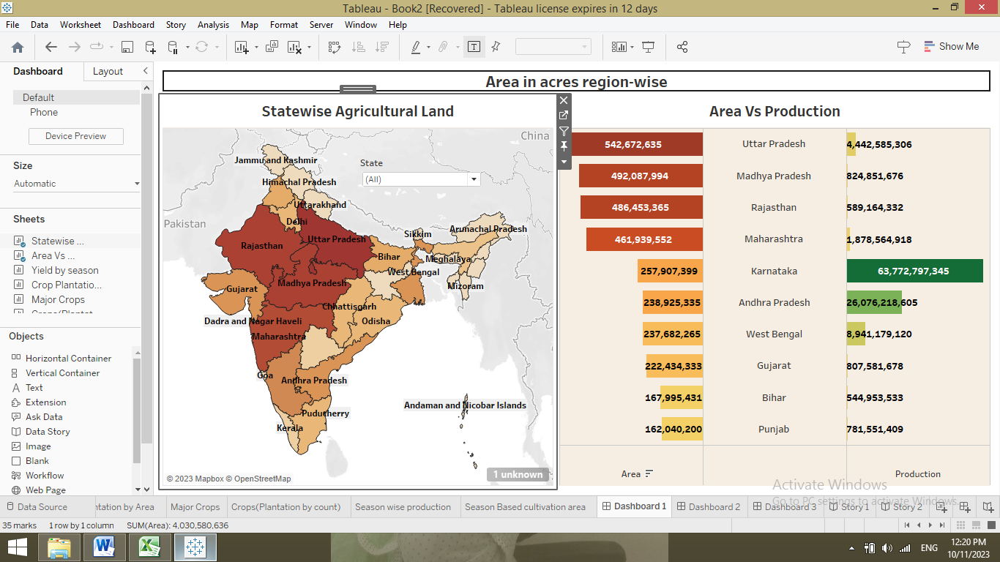 Tableau - Book2 [Recovered] - Tableau license expires in 12 days
File Data Worksheet Dashboard Story Analysis Map Format Server Window Help
Show Me
Dashboard Layout
Default
Phone
Device Preview
Size
Automatic
Sheets
Statewise ...
Area Vs ...
Yield by season
Crop Plantatio...
Major Crops
Objects
Horizontal Container
Vertical Container
Text
Extension
Ask Data
Data Story
Image
Blank
Workflow
Web Page
Area in acres region-wise
Statewise Agricultural Land
China
Jammu and Kashmir
State
(All)
Himachal Pradesh
Uttarakhand
Pakistan
Delhi
Arunachal Pradesh
Sikkim
Uttar Pradesh
Rajasthan
Bihar
Meghalaya
West Bengal
Madhya Pradesh
Mizoram
Gujarat
Chhattisgarh
Dadra and Nagar Haveli
Odisha
Maharashtra
Goa
Andhra Pradesh
Andaman and Nicobar Islands
Puducherry
Kerala
© 2023 Mapbox © OpenStreetMap
1 unknown
Area Vs Production
542,672,635 Uttar Pradesh 4,442,585,306
492,087,994 Madhya Pradesh 824,851,676
486,453,365 Rajasthan 589,164,332
461,939,552 Maharashtra 1,878,564,918
257,907,399 Karnataka 63,772,797,345
238,925,335 Andhra Pradesh 26,076,218,605
237,682,265 West Bengal 8,941,179,120
222,434,333 Gujarat 807,581,678
167,995,431 Bihar 544,953,533
162,040,200 Punjab 781,551,409
Area Production
Activate Windows
Go to PC settings to activate Windows.
Data Source ntation by Area Major Crops Crops(Plantation by count) Season wise production Season Based cultivation area Dashboard 1 Dashboard 2 Dashboard 3 Story 1 Story 2
35 marks 1 row by 1 column SUM(Area): 4,030,580,636
ENG
12:20 PM
10/11/2023